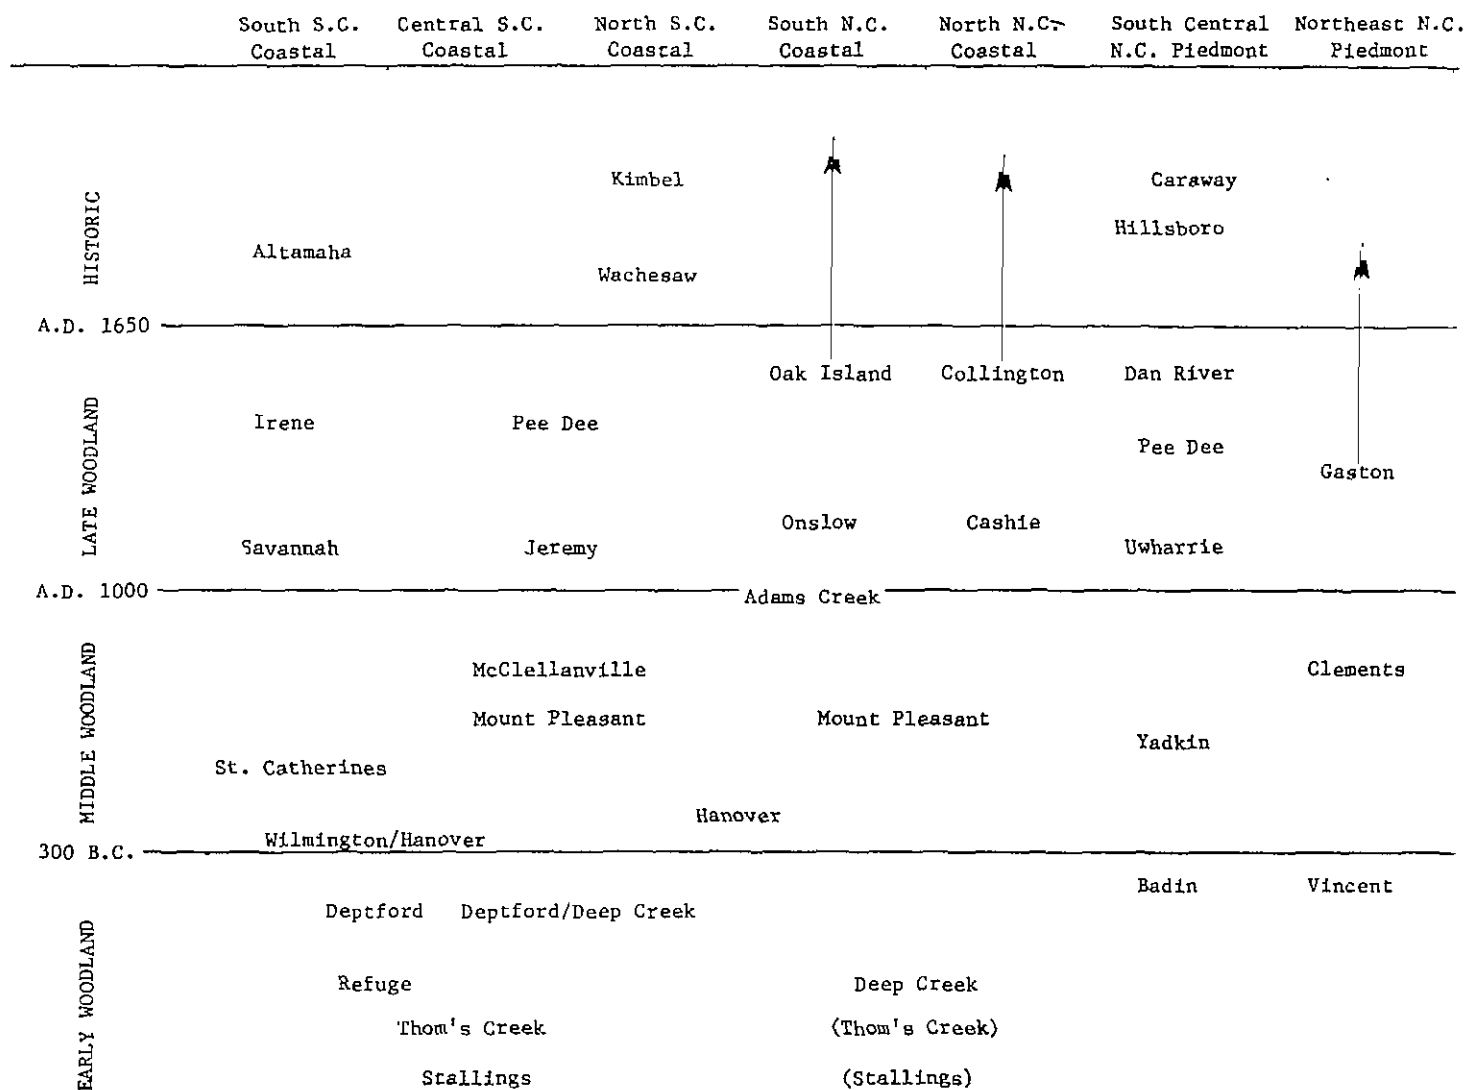 South S.C. Central S.C. North S.C. South N.C. North N.C. South Central Northeast N.C.
Coastal Coastal Coastal Coastal Coastal N.C. Piedmont Piedmont
HISTORIC
Kimbel Caraway
Hillsboro
Altamaha
Wachesaw
A.D. 1650
LATE WOODLAND
Oak Island Collington Dan River
Irene Pee Dee
Pee Dee
Gaston
Onslow Cashie
Savannah Jeremy Uwharrie
A.D. 1000
Adams Creek
MIDDLE WOODLAND
McClellanville Clements
Mount Pleasant Mount Pleasant
Yadkin
St. Catherines
Hanover
Wilmington/Hanover
300 B.C.
EARLY WOODLAND
Badin Vincent
Deptford Deptford/Deep Creek
Refuge Deep Creek
Thom's Creek (Thom's Creek)
Stallings (Stallings)